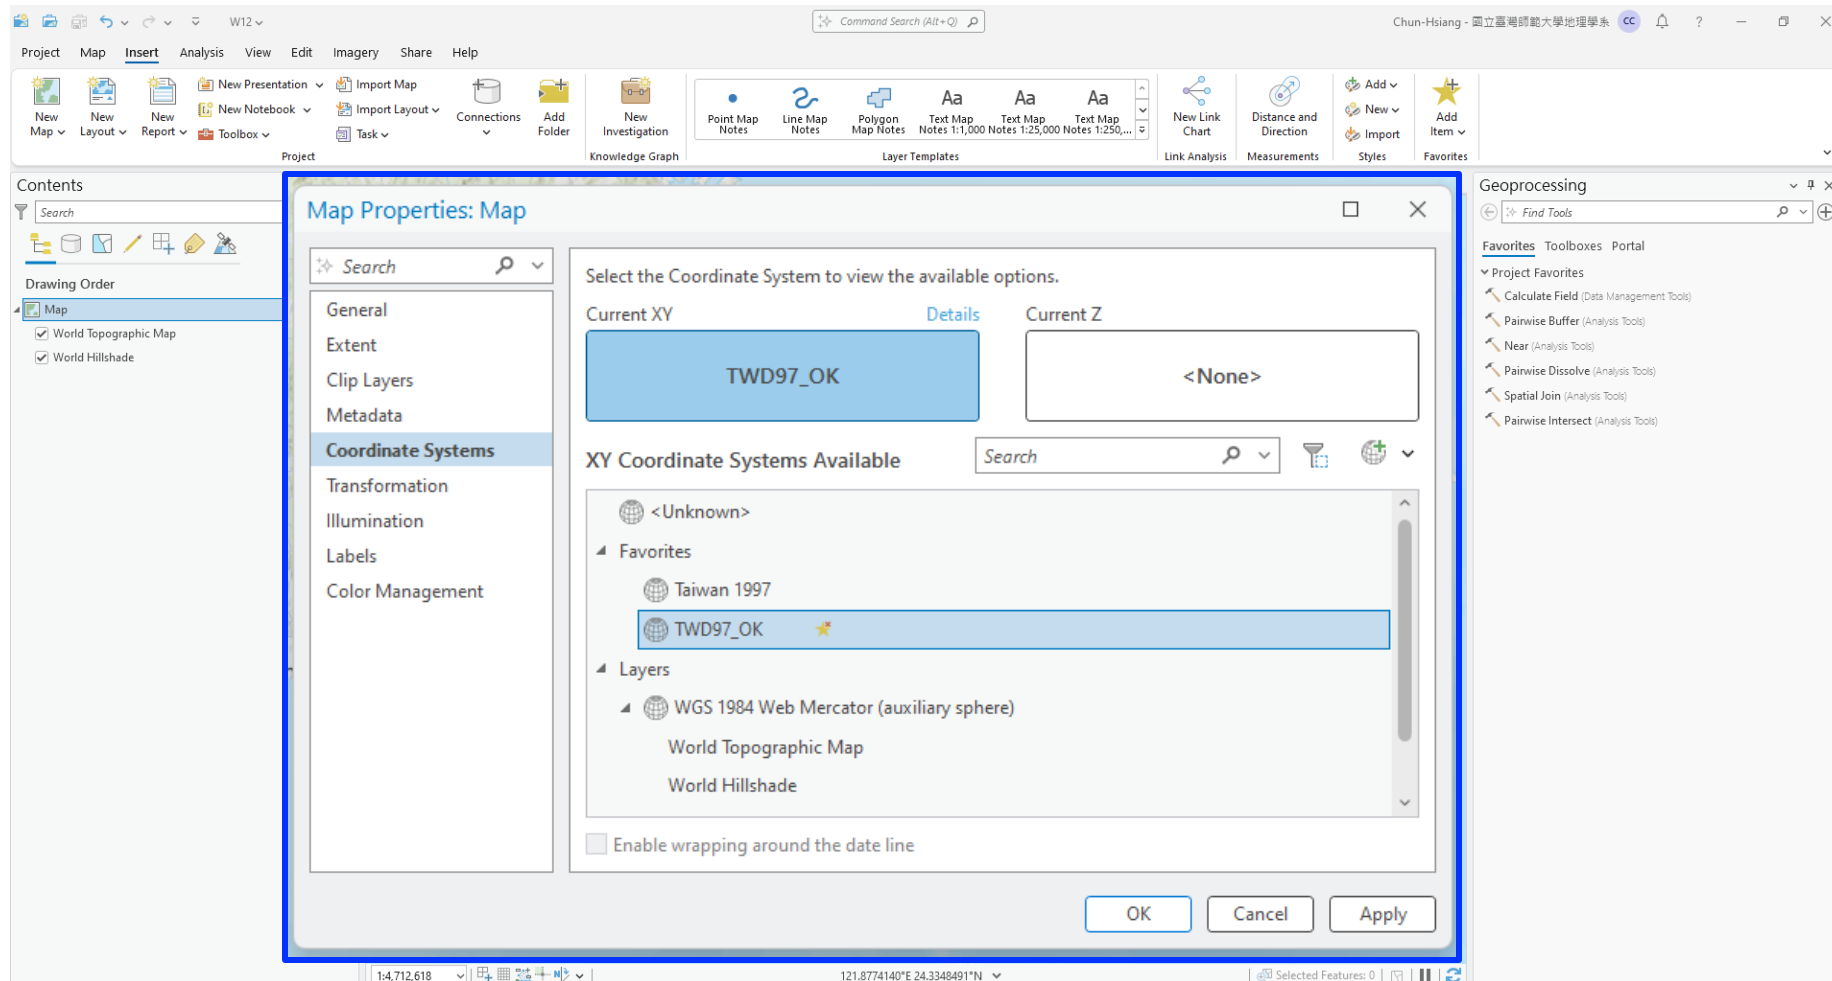 W12
Command Search (Alt+Q)
Chun-Hsiang - 國立臺灣師範大學地理學系
CC
?
Project Map Insert Analysis View Edit Imagery Share Help
New Map
New Layout
New Report
New Presentation
New Notebook
Toolbox
Import Map
Import Layout
Task
Connections
Add Folder
Project
New Investigation
Knowledge Graph
Point Map Notes
Line Map Notes
Polygon Map Notes
Aa
Text Map Notes 1:1,000
Aa
Text Map Notes 1:25,000
Aa
Text Map Notes 1:250,...
Layer Templates
New Link Chart
Link Analysis
Distance and Direction
Measurements
Add
New
Import
Styles
Add Item
Favorites
Contents
Search
Drawing Order
Map
World Topographic Map
World Hillshade
Map Properties: Map
Search
General
Extent
Clip Layers
Metadata
Coordinate Systems
Transformation
Illumination
Labels
Color Management
Select the Coordinate System to view the available options.
Current XY Details Current Z
TWD97_OK <None>
XY Coordinate Systems Available Search
<Unknown>
Favorites
Taiwan 1997
TWD97_OK
Layers
WGS 1984 Web Mercator (auxiliary sphere)
World Topographic Map
World Hillshade
Enable wrapping around the date line
OK Cancel Apply
1:4,712,618
121.8774140°E 24.3348491°N
Selected Features: 0
Geoprocessing
Find Tools
Favorites Toolboxes Portal
Project Favorites
Calculate Field (Data Management Tools)
Pairwise Buffer (Analysis Tools)
Near (Analysis Tools)
Pairwise Dissolve (Analysis Tools)
Spatial Join (Analysis Tools)
Pairwise Intersect (Analysis Tools)